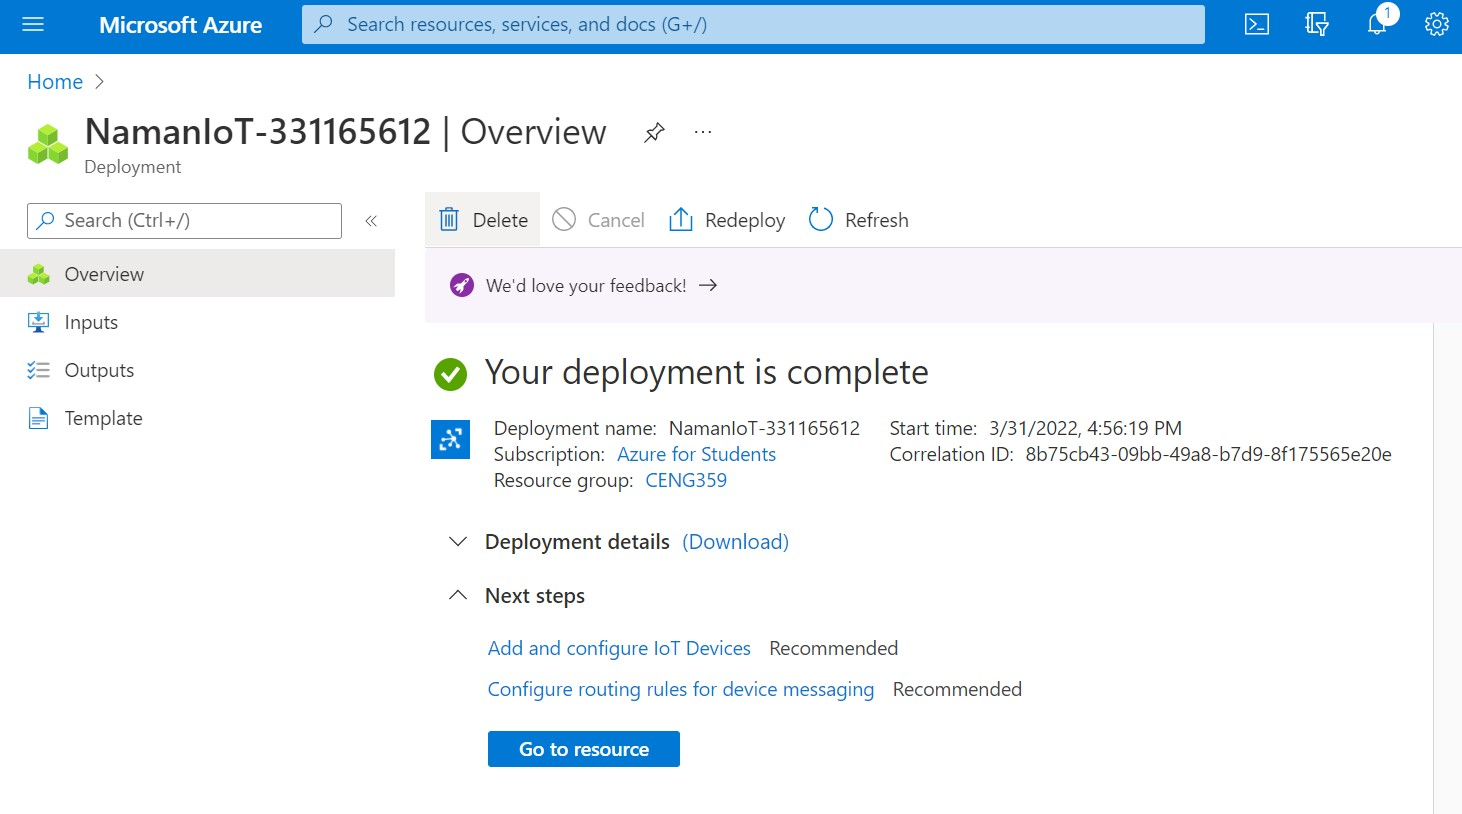 Microsoft Azure
Search resources, services, and docs (G+/)
1
Home
NamanIoT-331165612 | Overview
...
Deployment
Search (Ctrl+/)
«
Delete
Cancel
Redeploy
Refresh
Overview
Inputs
Outputs
Template
We'd love your feedback! →
Your deployment is complete
Deployment name: NamanIoT-331165612
Subscription: Azure for Students
Resource group: CENG359
Start time: 3/31/2022, 4:56:19 PM
Correlation ID: 8b75cb43-09bb-49a8-b7d9-8f175565e20e
Deployment details (Download)
Next steps
Add and configure IoT Devices Recommended
Configure routing rules for device messaging Recommended
Go to resource